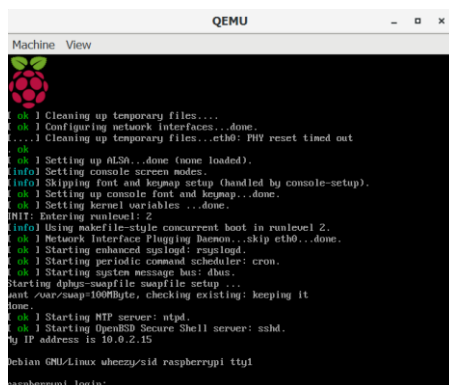 QEMU
Machine View
[ ok ] Cleaning up temporary files....
[ ok ] Configuring network interfaces...done.
[....] Cleaning up temporary files...eth0: PHY reset timed out
. ok
[ ok ] Setting up ALSA...done (none loaded).
[info] Setting console screen modes.
[info] Skipping font and keymap setup (handled by console-setup).
[ ok ] Setting up console font and keymap...done.
[ ok ] Setting kernel variables ...done.
INIT: Entering runlevel: 2
[info] Using makefile-style concurrent boot in runlevel 2.
[ ok ] Network Interface Plugging Daemon...skip eth0...done.
[ ok ] Starting enhanced syslogd: rsyslogd.
[ ok ] Starting periodic command scheduler: cron.
[ ok ] Starting system message bus: dbus.
Starting dphys-swapfile swapfile setup ...
want /var/swap=100MByte, checking existing: keeping it
done.
[ ok ] Starting NTP server: ntpd.
[ ok ] Starting OpenBSD Secure Shell server: sshd.
My IP address is 10.0.2.15
Debian GNU/Linux wheezy/sid raspberrypi tty1
raspberrypi login: